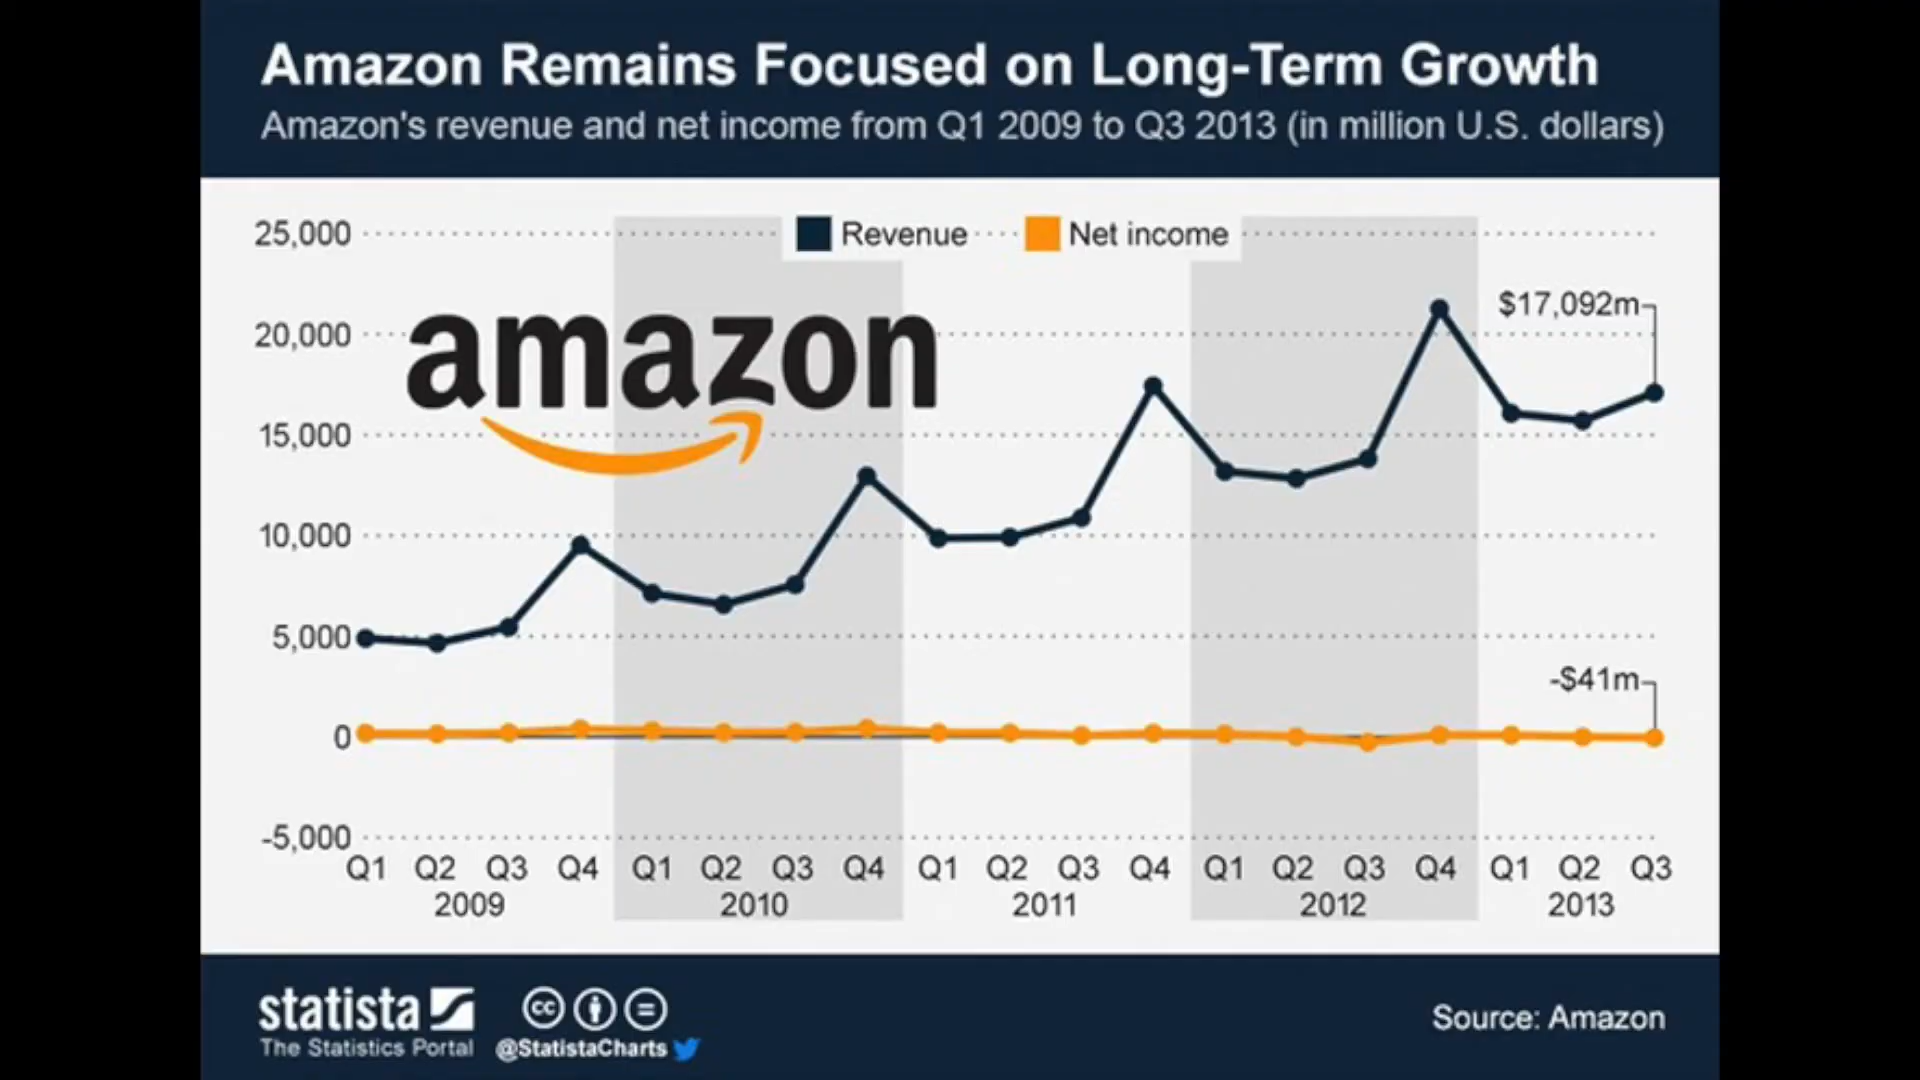 Amazon Remains Focused on Long-Term Growth
Amazon's revenue and net income from Q1 2009 to Q3 2013 (in million U.S. dollars)
Revenue Net income
25,000
20,000
15,000
10,000
5,000
0
-5,000
amazon
$17,092m
-$41m
Q1 Q2 Q3 Q4 Q1 Q2 Q3 Q4 Q1 Q2 Q3 Q4 Q1 Q2 Q3 Q4 Q1 Q2 Q3
2009 2010 2011 2012 2013
statista
The Statistics Portal
cc
@StatistaCharts
Source: Amazon